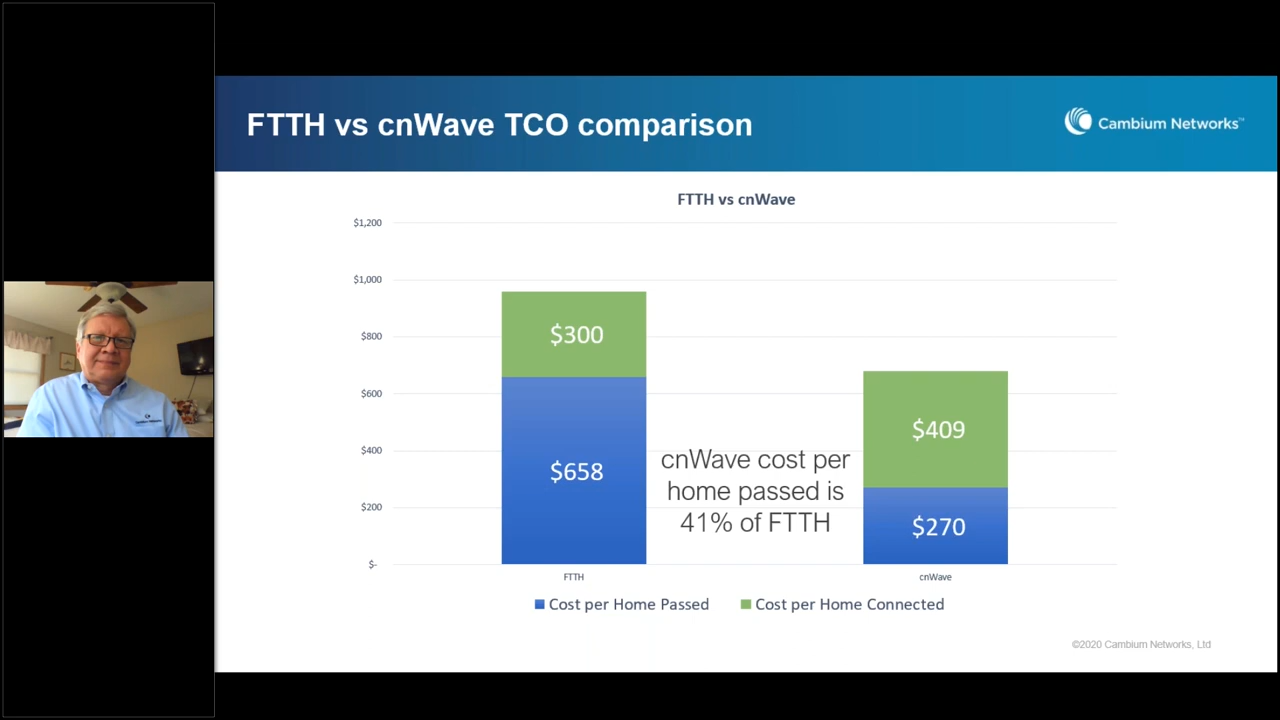 FTTH vs cnWave TCO comparison
Cambium Networks™
FTTH vs cnWave
$1,200
$1,000
$800
$600
$400
$200
$-
$300
$658
cnWave cost per
home passed is
41% of FTTH
$409
$270
FTTH
cnWave
Cost per Home Passed
Cost per Home Connected
©2020 Cambium Networks, Ltd